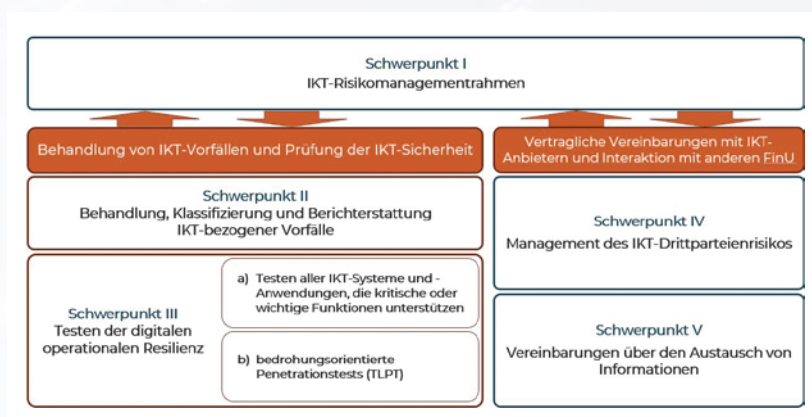 Schwerpunkt I
IKT-Risikomanagementrahmen
Behandlung von IKT-Vorfällen und Prüfung der IKT-Sicherheit
Vertragliche Vereinbarungen mit IKT-
Anbietern und Interaktion mit anderen FinU
Schwerpunkt II
Behandlung, Klassifizierung und Berichterstattung
IKT-bezogener Vorfälle
Schwerpunkt III
Testen der digitalen
operationalen Resilienz
a) Testen aller IKT-Systeme und -
Anwendungen, die kritische oder
wichtige Funktionen unterstützen
b) bedrohungsorientierte
Penetrationstests (TLPT)
Schwerpunkt IV
Management des IKT-Drittparteienrisikos
Schwerpunkt V
Vereinbarungen über den Austausch von
Informationen